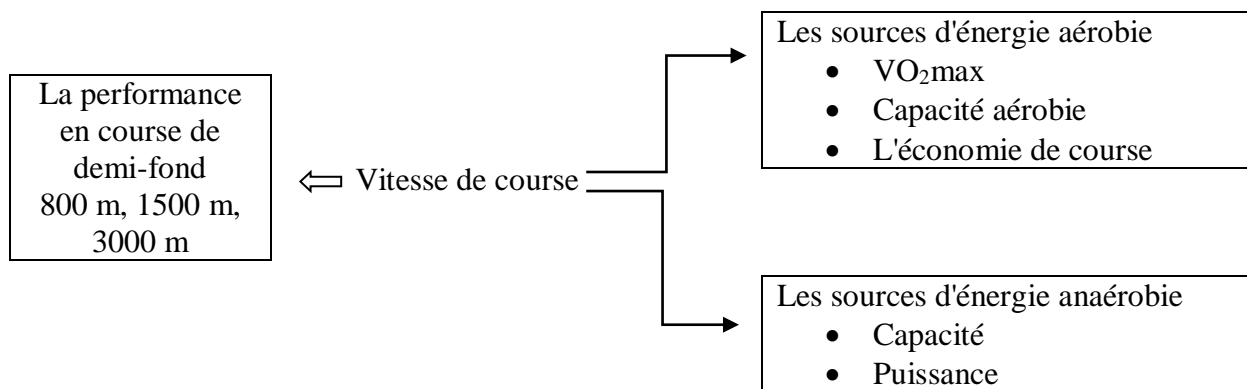 La performance
en course de
demi-fond
800 m, 1500 m,
3000 m
Vitesse de course
Les sources d'énergie aérobie
• VO₂max
• Capacité aérobie
• L'économie de course
Les sources d'énergie anaérobie
• Capacité
• Puissance